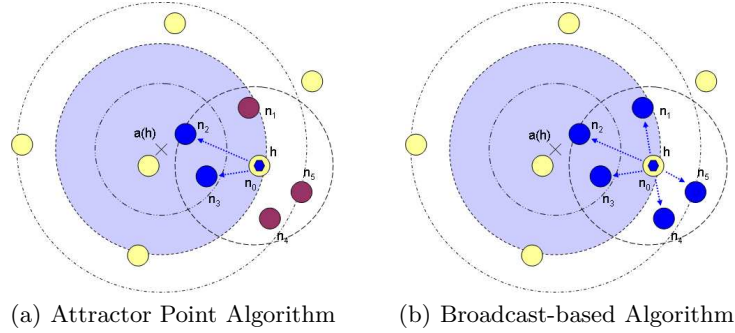 n₁
n₂
a(h)
h
n₀
n₅
n₃
n₄
n₁
n₂
a(h)
h
n₀
n₅
n₃
n₄
(a) Attractor Point Algorithm
(b) Broadcast-based Algorithm